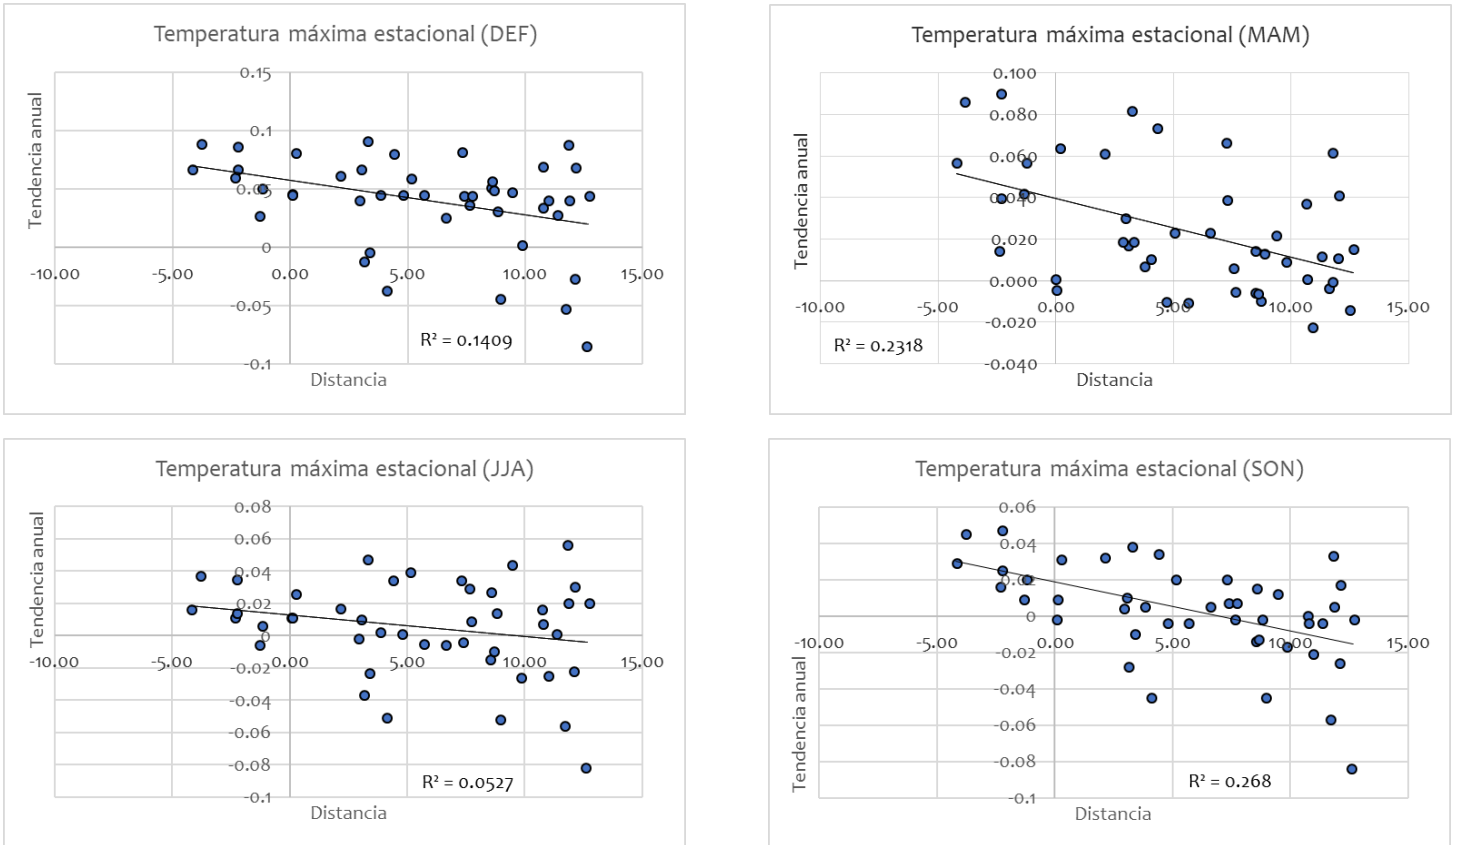 Temperatura máxima estacional (DEF)
0.15
0.1
0.05
0
-0.05
-0.1
-10.00 -5.00 0.00 5.00 10.00 15.00
Tendencia anual
R² = 0.1409
Distancia
Temperatura máxima estacional (MAM)
0.100
0.080
0.060
0.040
0.020
0.000
-0.020
-0.040
-10.00 -5.00 0.00 5.00 10.00 15.00
Tendencia anual
R² = 0.2318
Distancia
Temperatura máxima estacional (JJA)
0.08
0.06
0.04
0.02
0
-0.02
-0.04
-0.06
-0.08
-0.1
-10.00 -5.00 0.00 5.00 10.00 15.00
Tendencia anual
R² = 0.0527
Distancia
Temperatura máxima estacional (SON)
0.06
0.04
0.02
0
-0.02
-0.04
-0.06
-0.08
-0.1
-10.00 -5.00 0.00 5.00 10.00 15.00
Tendencia anual
R² = 0.268
Distancia